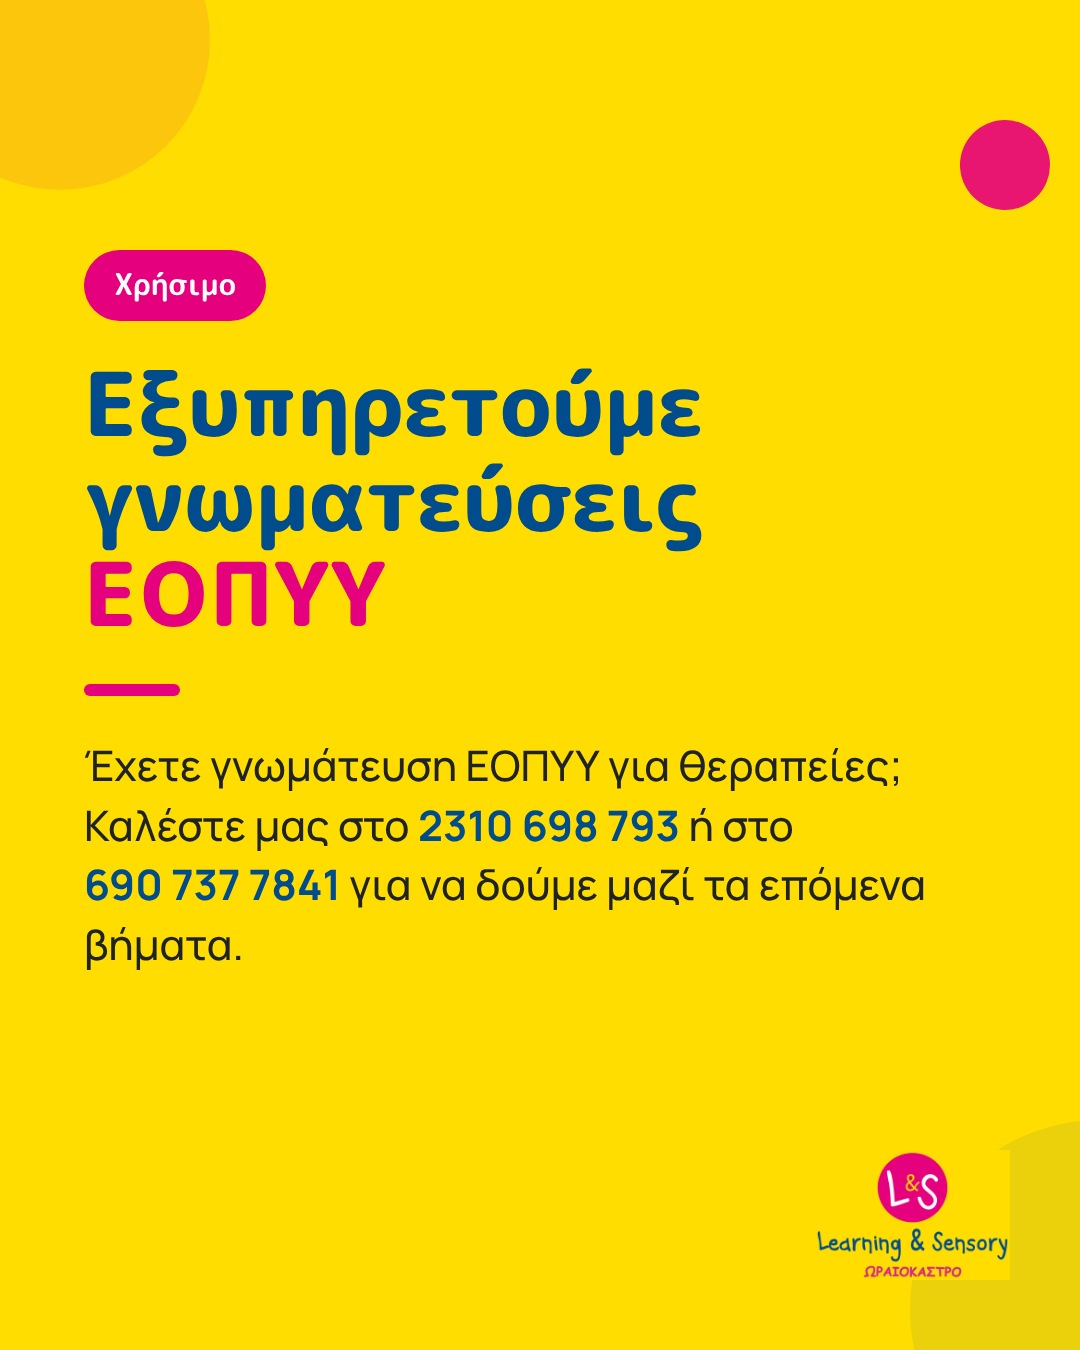 Χρήσιμο
Εξυπηρετούμε
γνωματεύσεις
ΕΟΠΥΥ
Έχετε γνωμάτευση ΕΟΠΥΥ για θεραπείες;
Καλέστε μας στο 2310 698 793 ή στο
690 737 7841 για να δούμε μαζί τα επόμενα
βήματα.
L&S
Learning & Sensory
ΩΡΑΙΟΚΑΣΤΡΟ